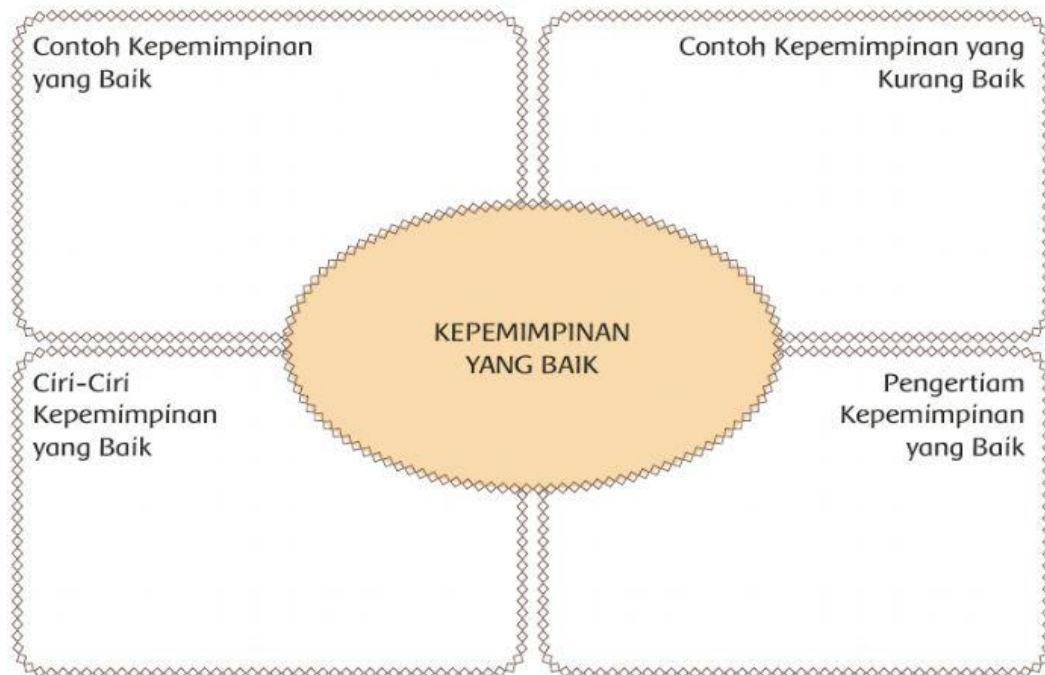 Contoh Kepemimpinan
yang Baik
Contoh Kepemimpinan yang
Kurang Baik
KEPEMIMPINAN
YANG BAIK
Ciri-Ciri
Kepemimpinan
yang Baik
Pengertiam
Kepemimpinan
yang Baik